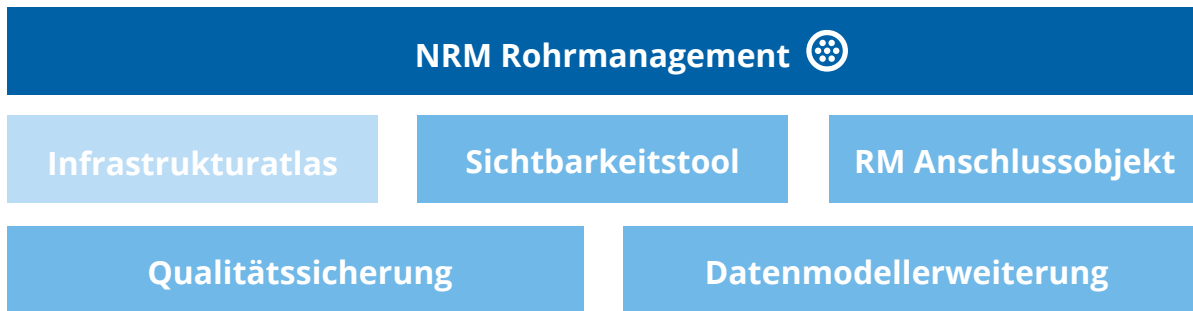 NRM Rohrmanagement
Infrastrukturatlas
Sichtbarkeitstool
RM Anschlussobjekt
Qualitätssicherung
Datenmodellerweiterung